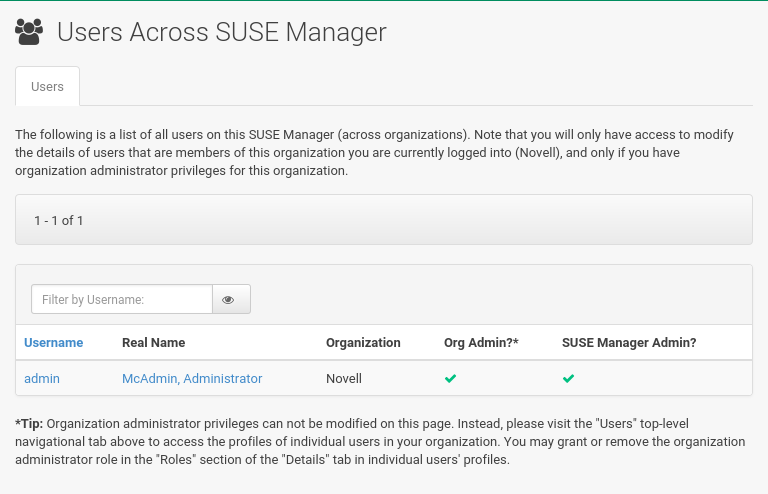 Users Across SUSE Manager
Users
The following is a list of all users on this SUSE Manager (across organizations). Note that you will only have access to modify
the details of users that are members of this organization you are currently logged into (Novell), and only if you have
organization administrator privileges for this organization.
1 - 1 of 1
Filter by Username:
Username Real Name Organization Org Admin?* SUSE Manager Admin?
admin McAdmin, Administrator Novell
*Tip: Organization administrator privileges can not be modified on this page. Instead, please visit the "Users" top-level
navigational tab above to access the profiles of individual users in your organization. You may grant or remove the organization
administrator role in the "Roles" section of the "Details" tab in individual users' profiles.